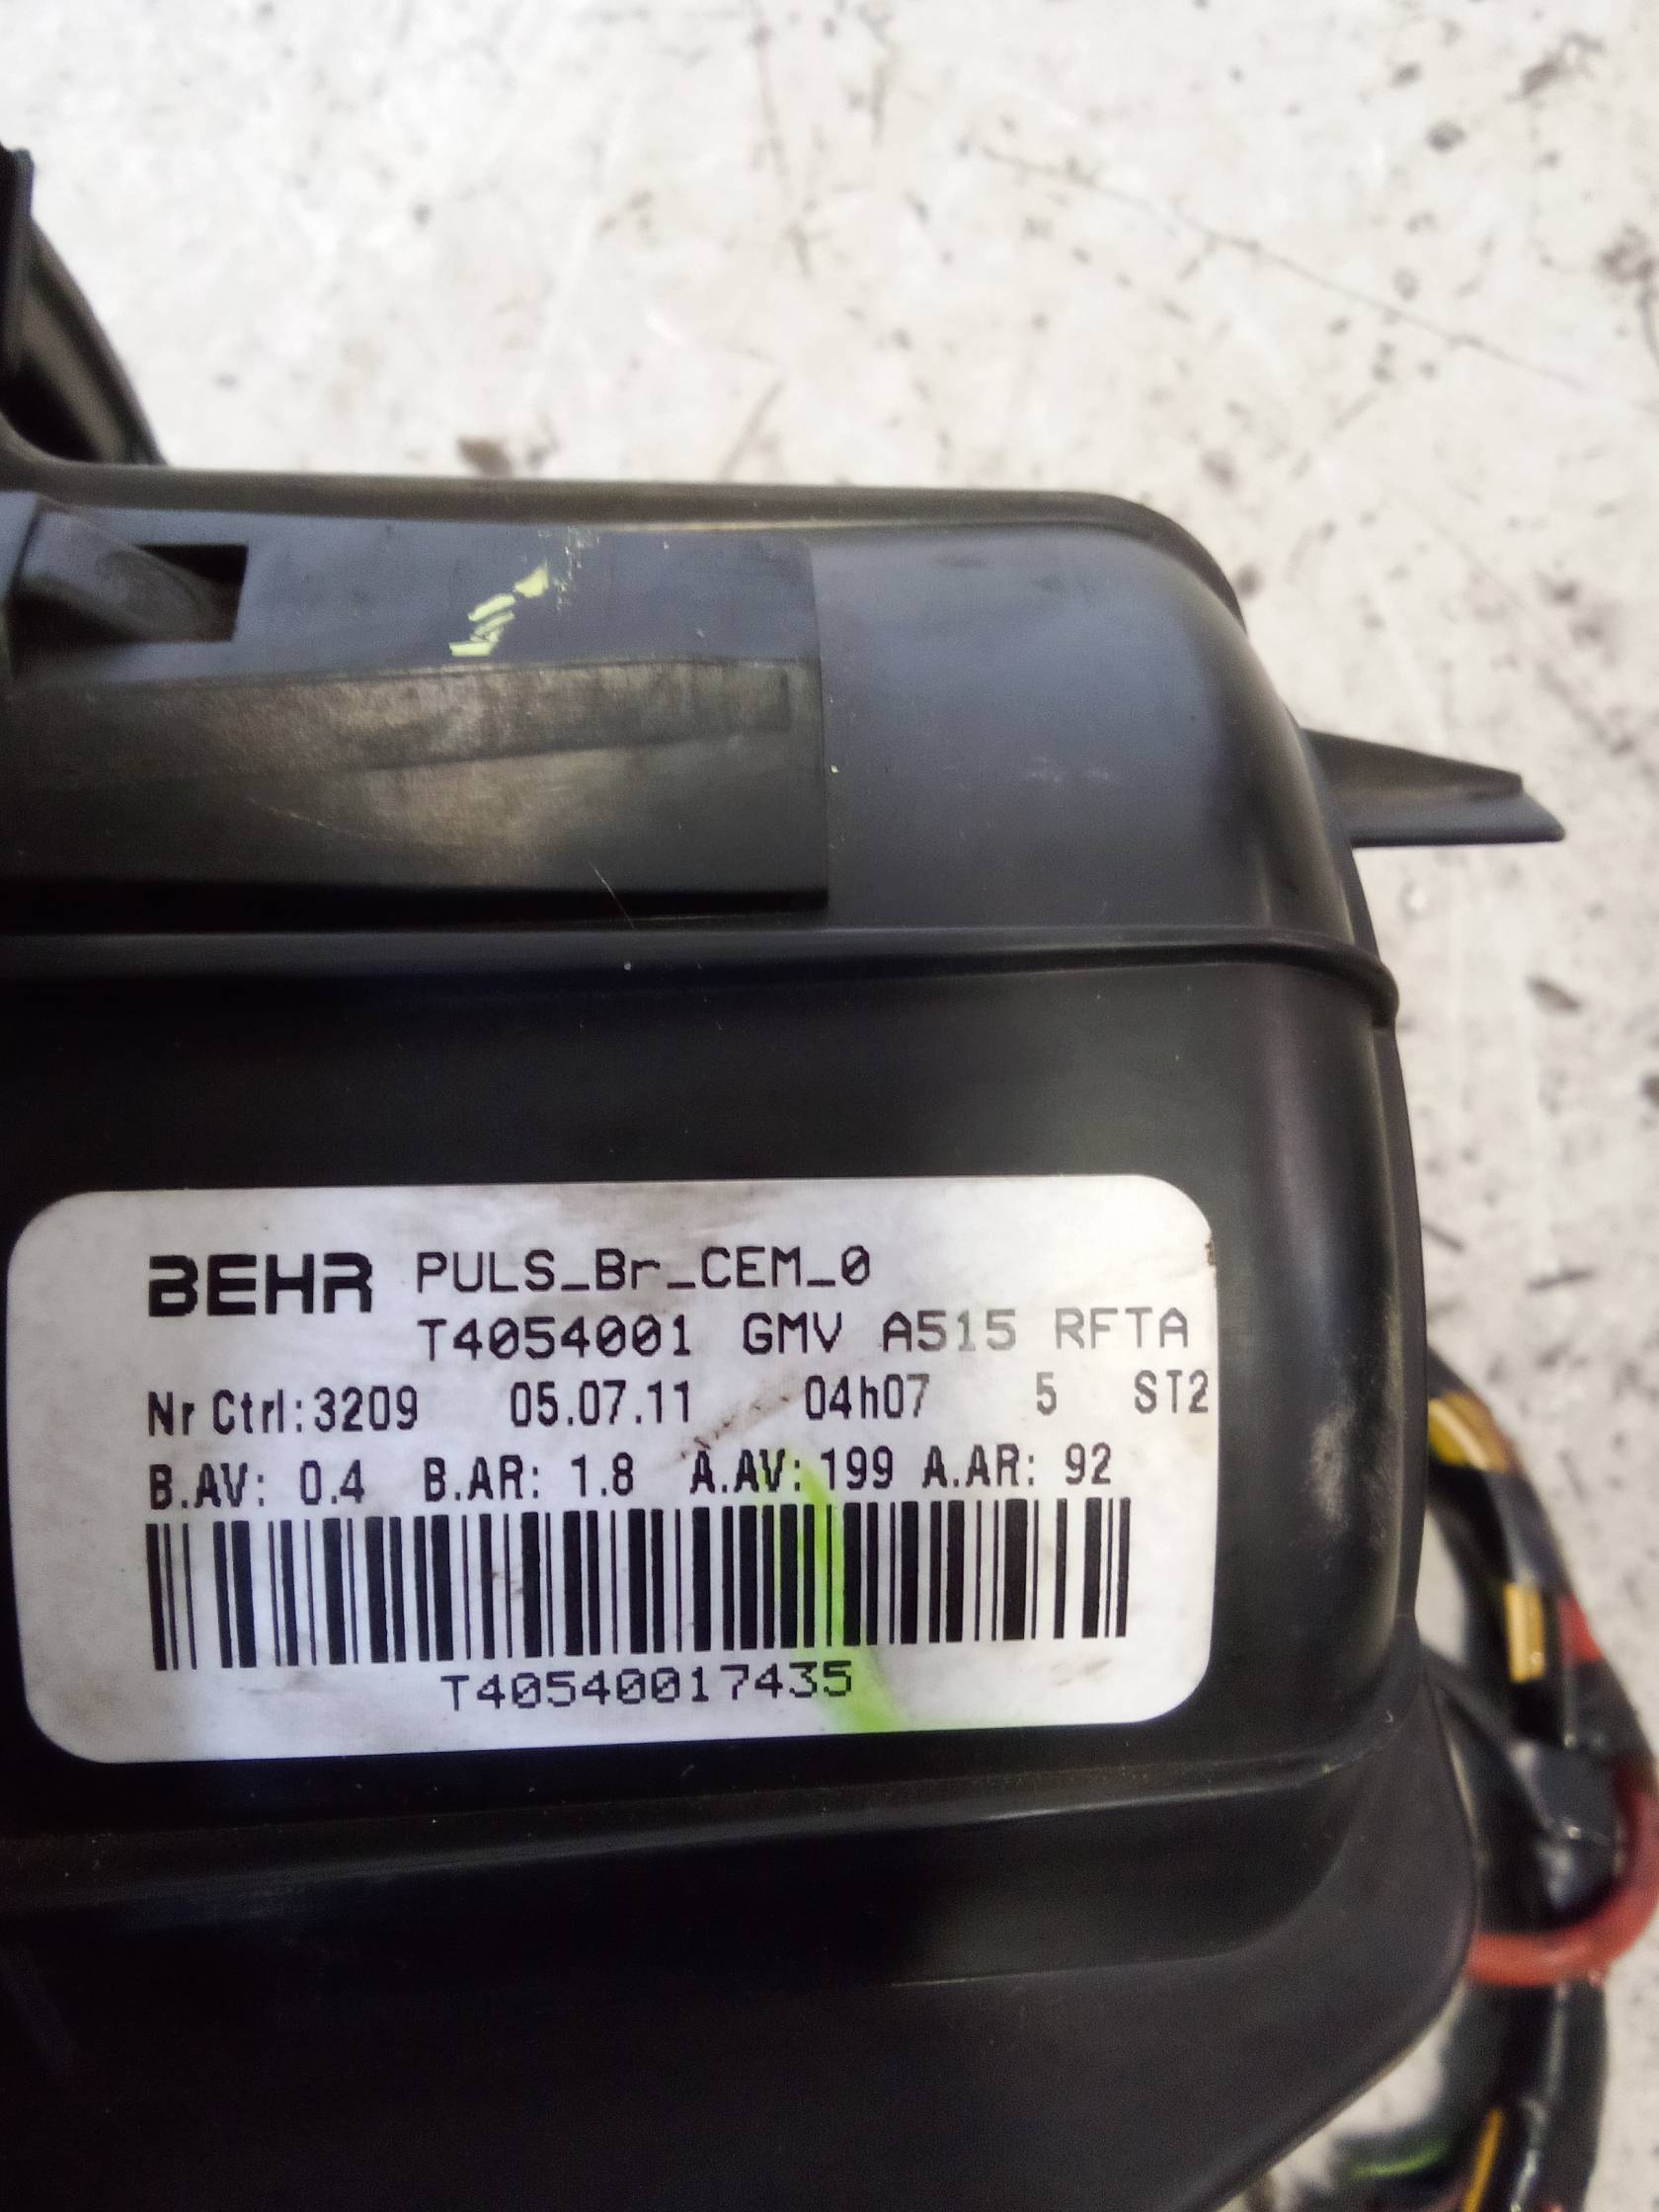 BEHR PULS_Br_CEM_0
T4054001 GMV A515 RFTA
Nr Ctrl:3209 05.07.11 04h07 5 ST2
B.AV: 0.4 B.AR: 1.8 A.AV: 199 A.AR: 92
T40540017435